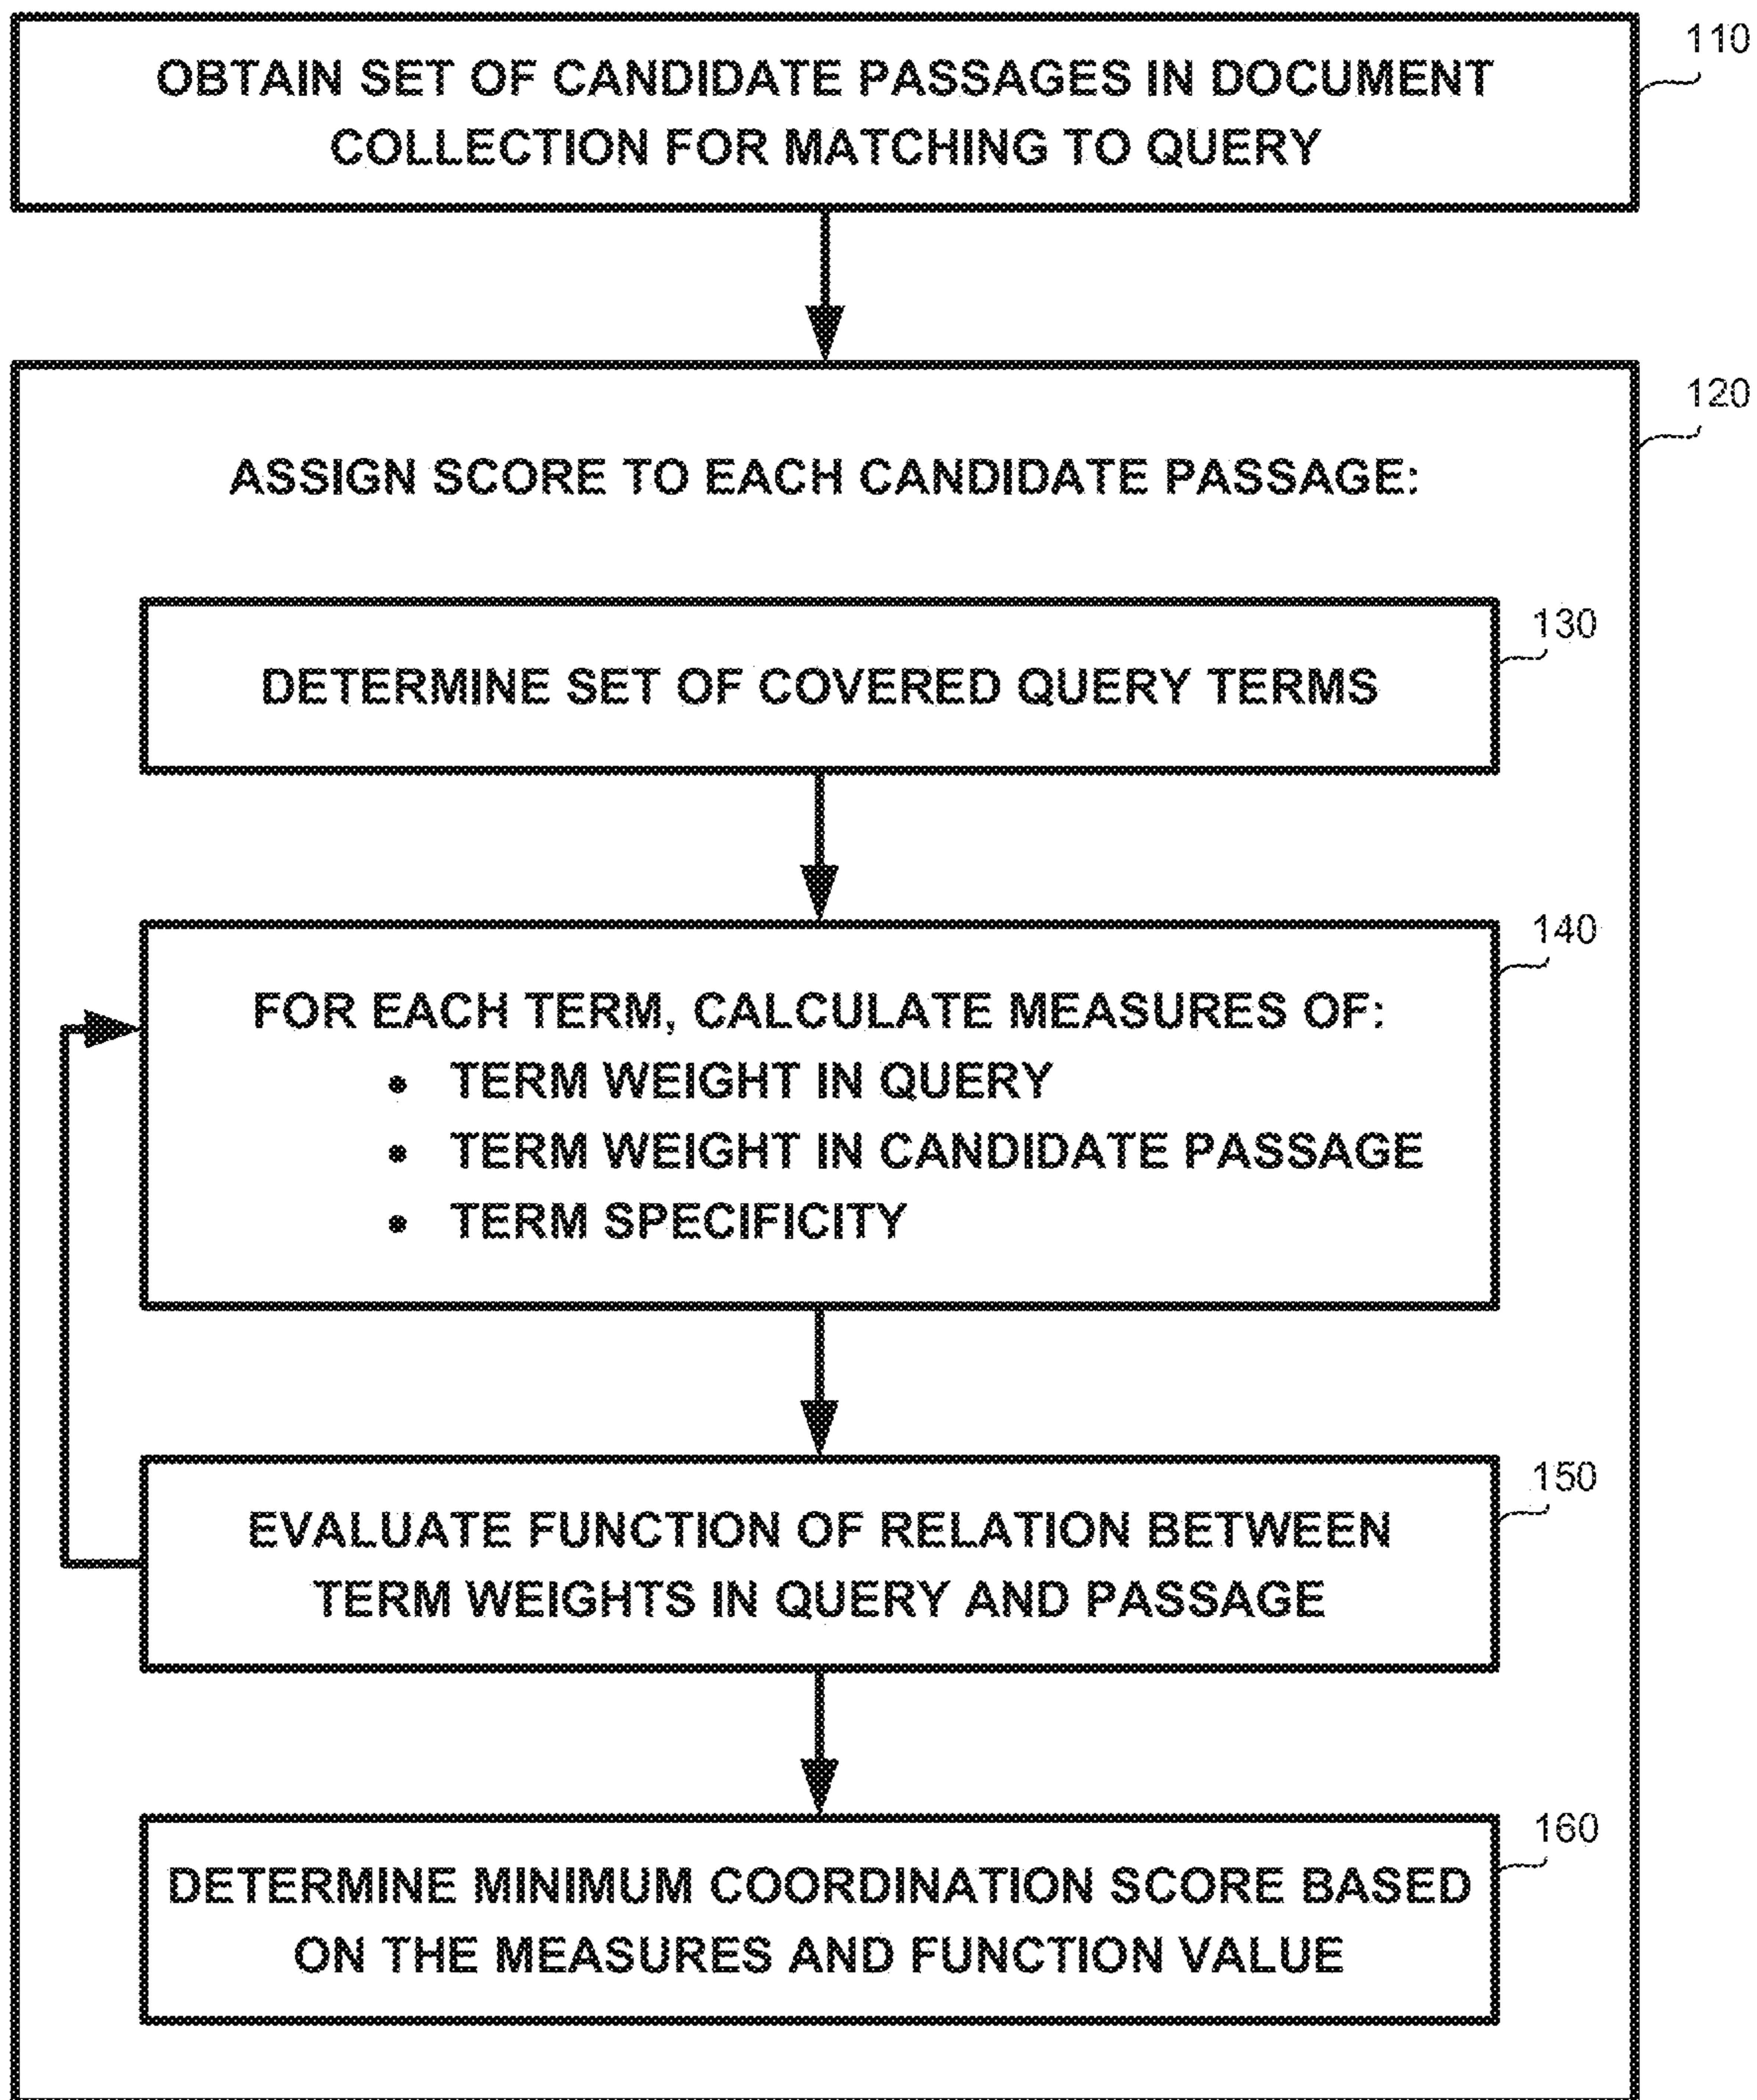 110
OBTAIN SET OF CANDIDATE PASSAGES IN DOCUMENT
COLLECTION FOR MATCHING TO QUERY
120
ASSIGN SCORE TO EACH CANDIDATE PASSAGE:
130
DETERMINE SET OF COVERED QUERY TERMS
140
FOR EACH TERM, CALCULATE MEASURES OF:
• TERM WEIGHT IN QUERY
• TERM WEIGHT IN CANDIDATE PASSAGE
• TERM SPECIFICITY
150
EVALUATE FUNCTION OF RELATION BETWEEN
TERM WEIGHTS IN QUERY AND PASSAGE
160
DETERMINE MINIMUM COORDINATION SCORE BASED
ON THE MEASURES AND FUNCTION VALUE